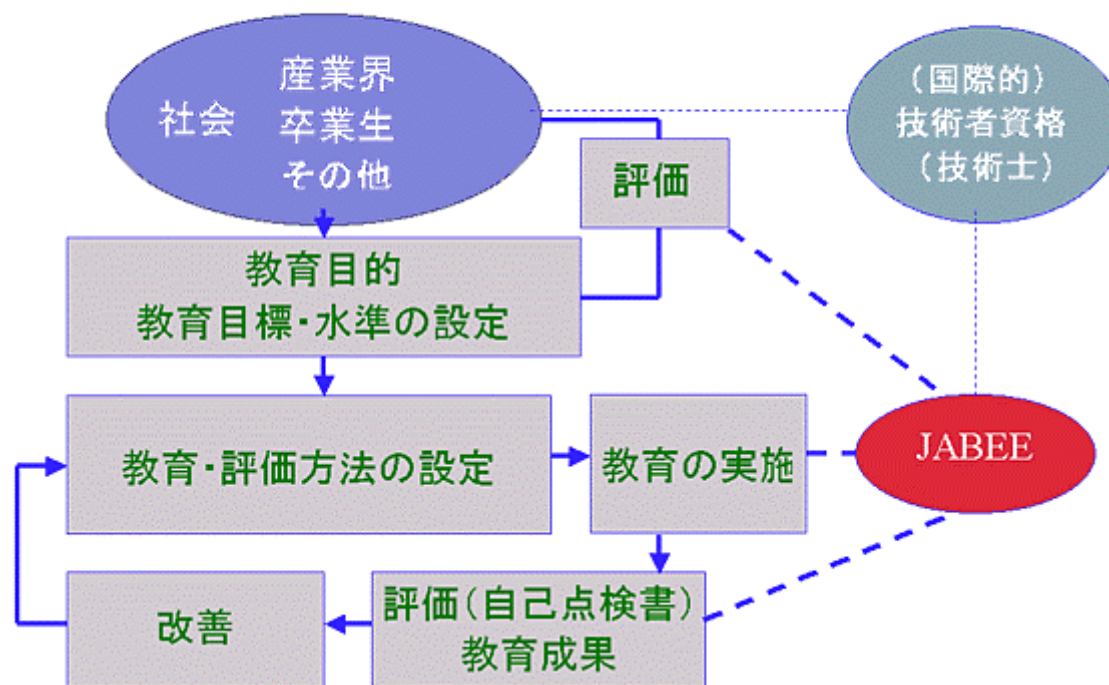 産業界
社会 卒業生
その他
(国際的)
技術者資格
(技術士)
評価
教育目的
教育目標・水準の設定
教育・評価方法の設定
教育の実施
JABEE
改善
評価(自己点検書)
教育成果